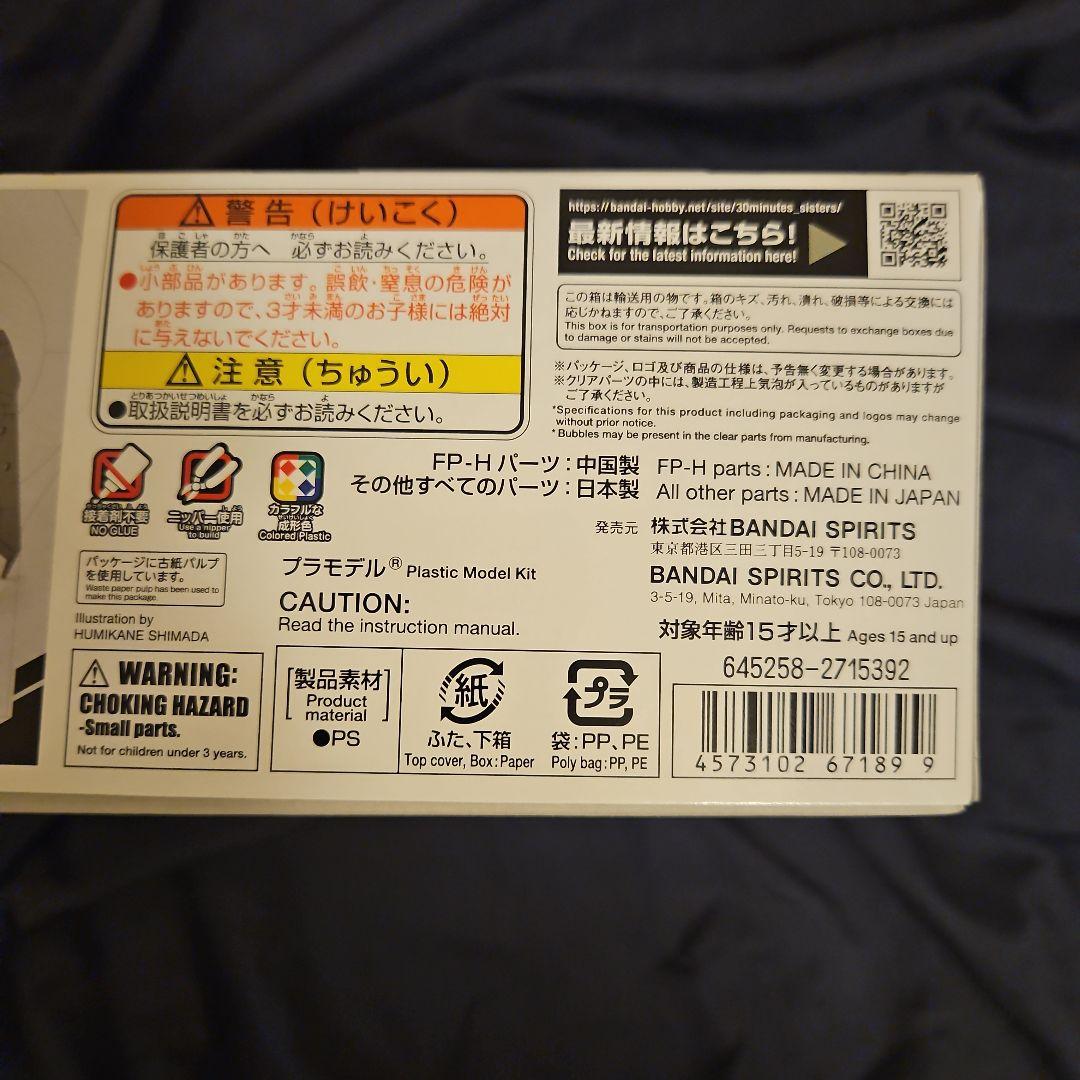 警告（けいこく）
保護者の方へ 必ずお読みください。
●小部品があります。誤飲・窒息の危険が
ありますので、3才未満のお子様には絶対
に与えないでください。
注意（ちゅうい）
●取扱説明書を必ずお読みください。
接着剤不要
NO GLUE
ニッパー使用
Use a nipper
to build
カラフルな
成形色
Colored Plastic
パッケージに古紙パルプ
を使用しています。
Waste paper pulp has been used to
make this package.
Illustration by
HUMIKANE SHIMADA
プラモデル® Plastic Model Kit
CAUTION:
Read the instruction manual.
WARNING:
CHOKING HAZARD
-Small parts.
Not for children under 3 years.
[製品素材
Product
material]
●PS
紙
ふた、下箱
Top cover, Box : Paper
プラ
袋：PP、PE
Poly bag : PP, PE
https://bandai-hobby.net/site/30minutes_sisters/
最新情報はこちら！
Check for the latest information here!
この箱は輸送用の物です。箱のキズ、汚れ、潰れ、破損等による交換には
応じかねますので、ご了承ください。
This box is for transportation purposes only. Requests to exchange boxes due
to damage or stains will not be accepted.
※パッケージ、ロゴ及び商品の仕様は、予告無く変更する場合があります。
※クリアパーツの中には、製造工程上気泡が入っているものがありますが
ご了承ください。
*Specifications for this product including packaging and logos may change
without prior notice.
*Bubbles may be present in the clear parts from manufacturing.
FP-H パーツ：中国製 FP-H parts : MADE IN CHINA
その他すべてのパーツ：日本製 All other parts : MADE IN JAPAN
発売元 株式会社BANDAI SPIRITS
東京都港区三田三丁目5-19 〒108-0073
BANDAI SPIRITS CO., LTD.
3-5-19, Mita, Minato-ku, Tokyo 108-0073 Japan
対象年齢15才以上 Ages 15 and up
645258-2715392
4573102 67189 9